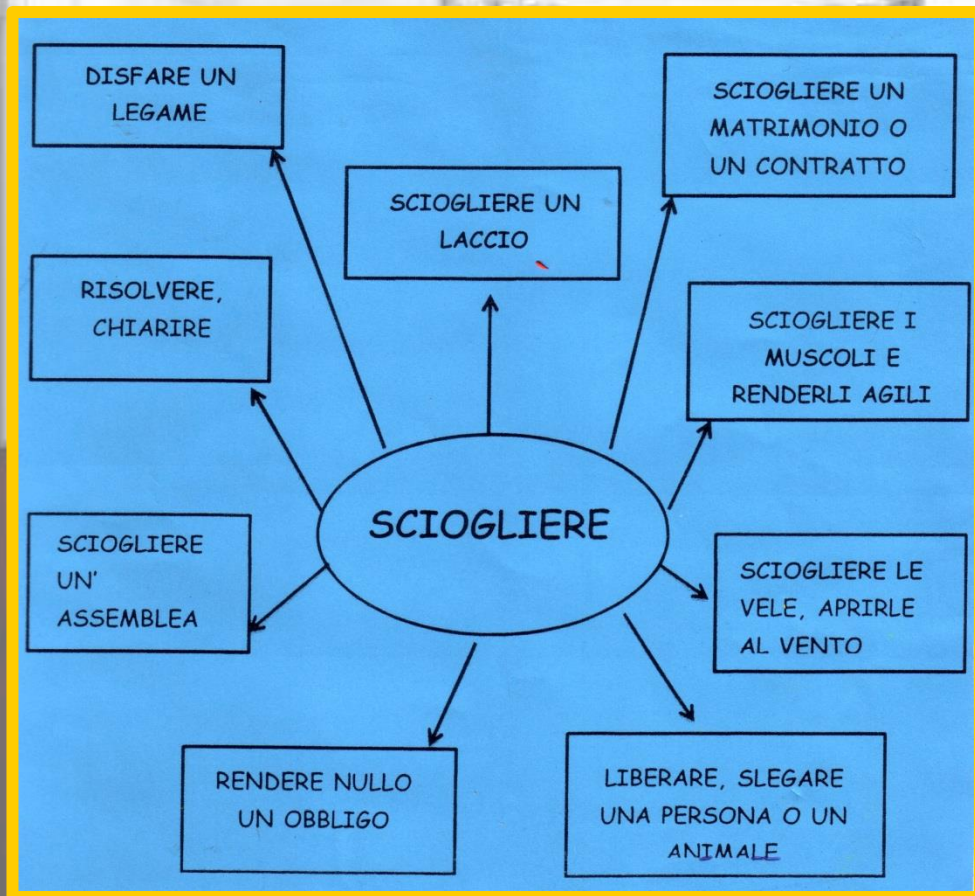 DISFARE UN
LEGAME
SCIOGLIERE UN
MATRIMONIO O
UN CONTRATTO
SCIOGLIERE UN
LACCIO
RISOLVERE,
CHIARIRE
SCIOGLIERE I
MUSCOLI E
RENDERLI AGILI
SCIOGLIERE
SCIOGLIERE
UN'
ASSEMBLEA
SCIOGLIERE LE
VELE, APRIRLE
AL VENTO
RENDERE NULLO
UN OBBLIGO
LIBERARE, SLEGARE
UNA PERSONA O UN
ANIMALE